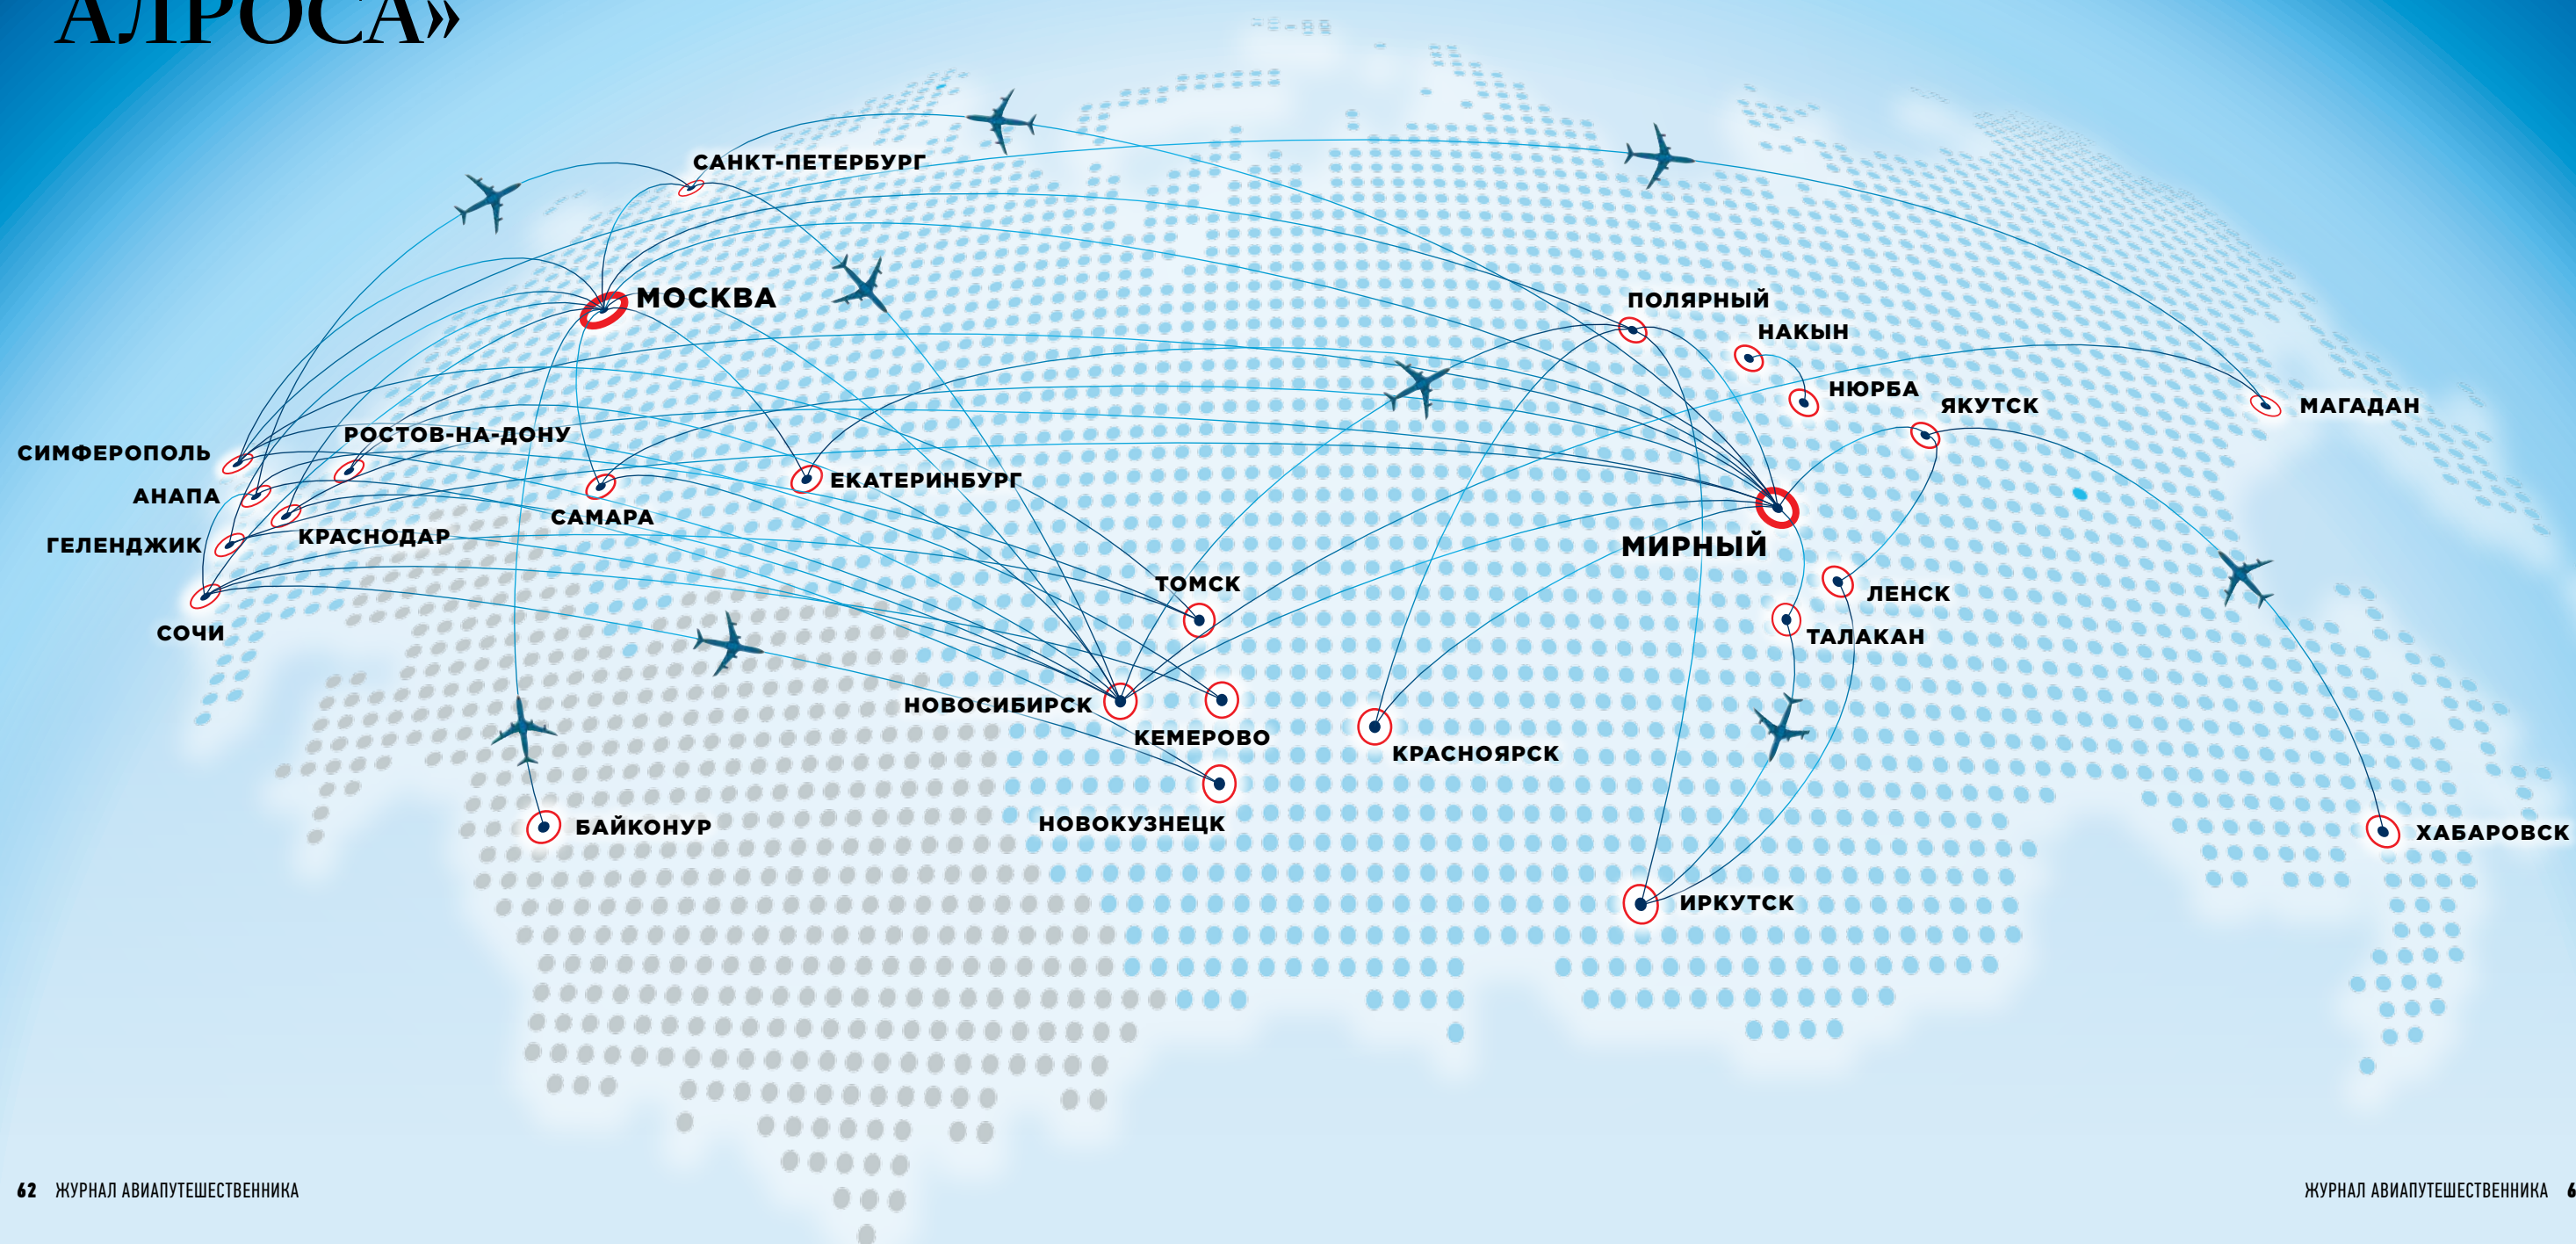 АЛРОСА»
САНКТ-ПЕТЕРБУРГ
МОСКВА
ПОЛЯРНЫЙ
НАКЫН
НЮРБА
ЯКУТСК
МАГАДАН
СИМФЕРОПОЛЬ
РОСТОВ-НА-ДОНУ
АНАПА
ЕКАТЕРИНБУРГ
САМАРА
КРАСНОДАР
ГЕЛЕНДЖИК
МИРНЫЙ
ТОМСК
ЛЕНСК
СОЧИ
ТАЛАКАН
НОВОСИБИРСК
КЕМЕРОВО
КРАСНОЯРСК
НОВОКУЗНЕЦК
БАЙКОНУР
ХАБАРОВСК
ИРКУТСК
62 ЖУРНАЛ АВИАПУТЕШЕСТВЕННИКА
ЖУРНАЛ АВИАПУТЕШЕСТВЕННИКА 6